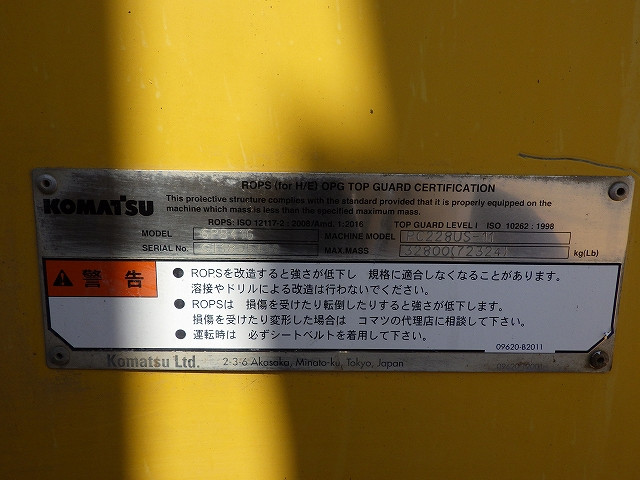 ROPS (for H/E) OPG TOP GUARD CERTIFICATION
KOMATSU
This protective structure complies with the standard provided that it is properly equipped on the
machine which mass is less than the specified maximum mass.
ROPS: ISO 12117-2 : 2008/Amd. 1:2016 TOP GUARD LEVEL I ISO 10262 : 1998
MODEL MACHINE MODEL PC228US-11
SERIAL No. MAX.MASS 32800(72324) kg(Lb)
警告
● ROPSを改造すると強さが低下し 規格に適合しなくなることがあります。
溶接やドリルによる改造は行わないでください。
● ROPSは 損傷を受けたり転倒したりすると強さが低下します。
損傷を受けたり変形した場合は コマツの代理店に相談して下さい。
● 運転時は 必ずシートベルトを着用して下さい。
09620-B2011
Komatsu Ltd. 2-3-6 Akasaka, Minato-ku, Tokyo, Japan